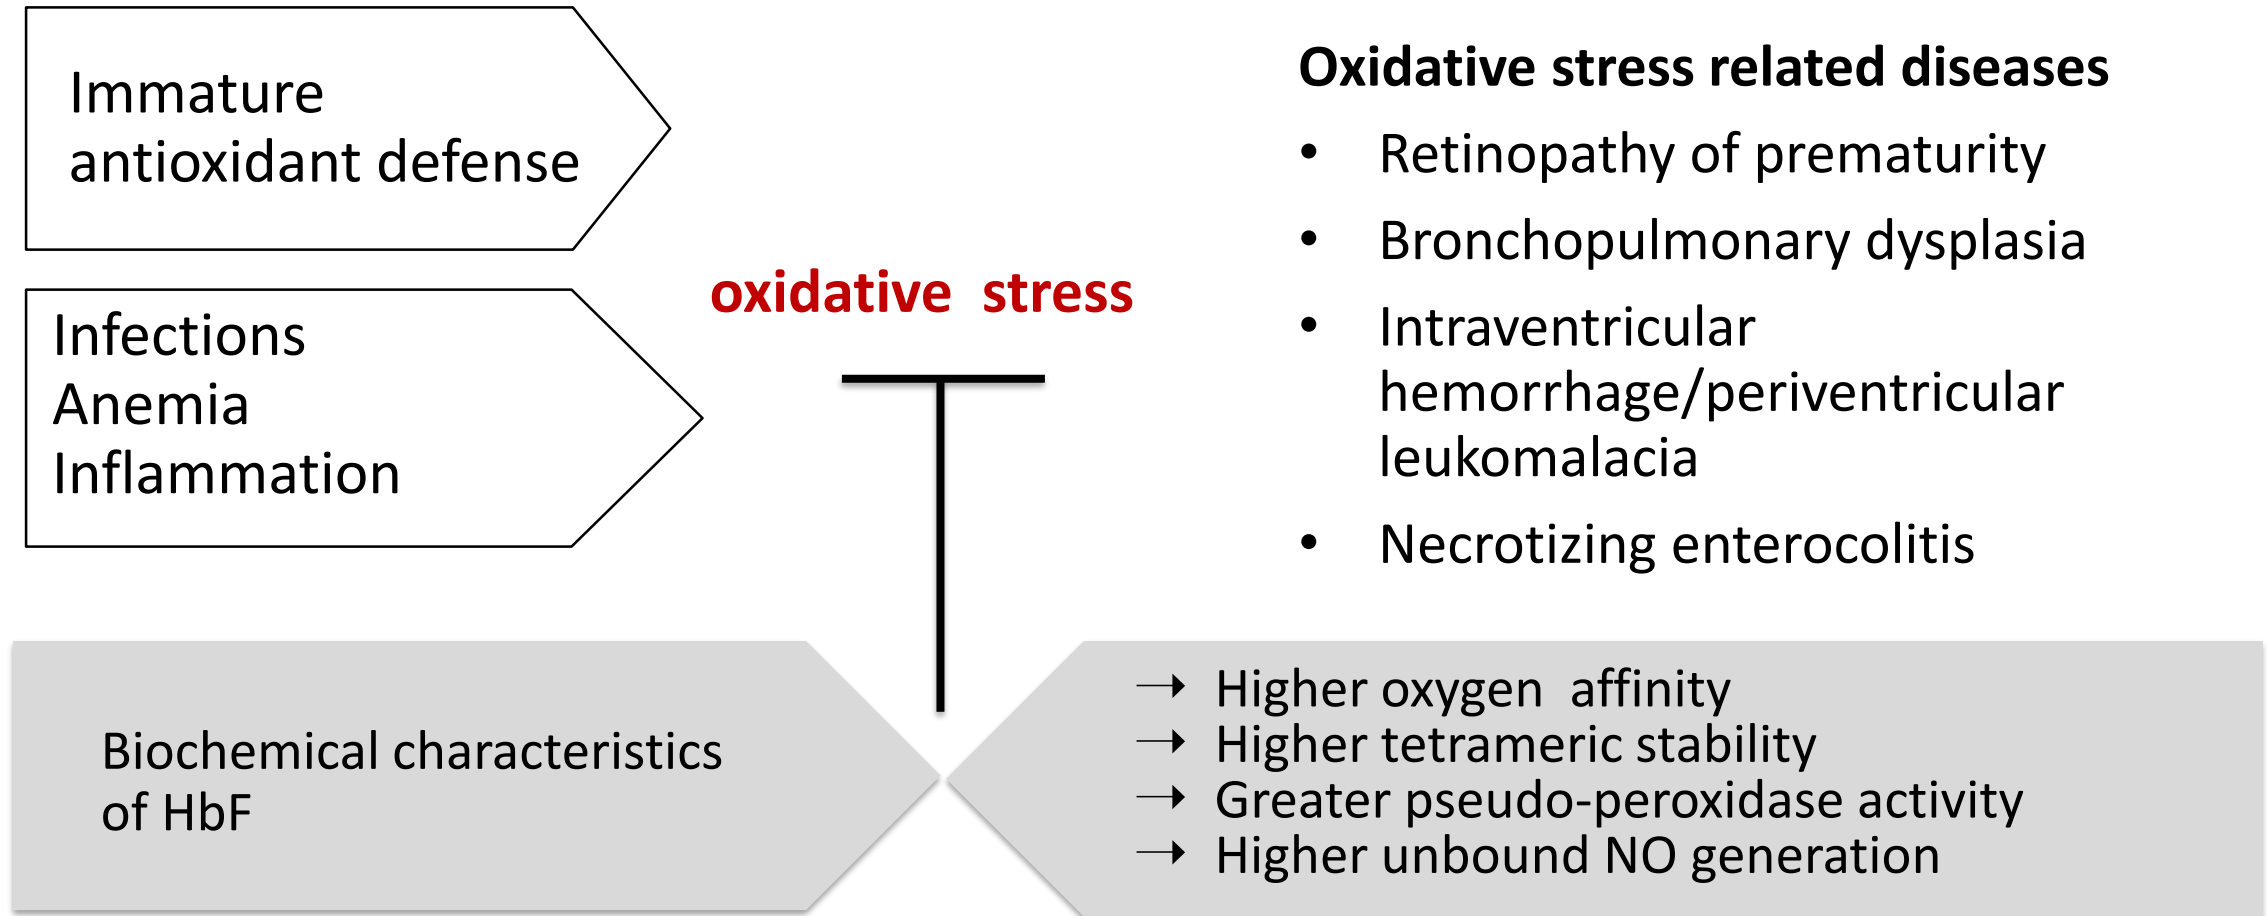 Immature
antioxidant defense
Infections
Anemia
Inflammation
oxidative stress
Oxidative stress related diseases
• Retinopathy of prematurity
• Bronchopulmonary dysplasia
• Intraventricular
hemorrhage/periventricular
leukomalacia
• Necrotizing enterocolitis
Biochemical characteristics
of HbF
→ Higher oxygen affinity
→ Higher tetrameric stability
→ Greater pseudo-peroxidase activity
→ Higher unbound NO generation